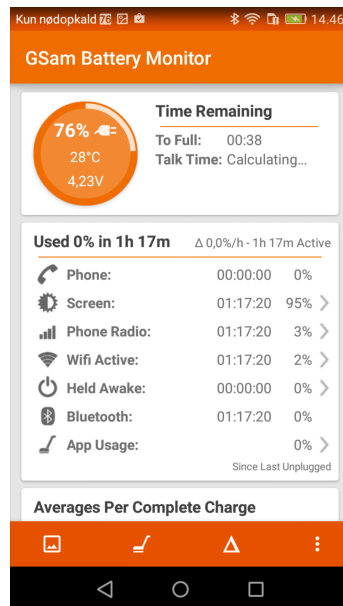 Kun nødopkald 76 14.46
GSam Battery Monitor
76%
28°C
4,23V
Time Remaining
To Full: 00:38
Talk Time: Calculating...
Used 0% in 1h 17m Δ 0,0%/h - 1h 17m Active
Phone: 00:00:00 0%
Screen: 01:17:20 95%
Phone Radio: 01:17:20 3%
Wifi Active: 01:17:20 2%
Held Awake: 00:00:00 0%
Bluetooth: 01:17:20 0%
App Usage: 0%
Since Last Unplugged
Averages Per Complete Charge